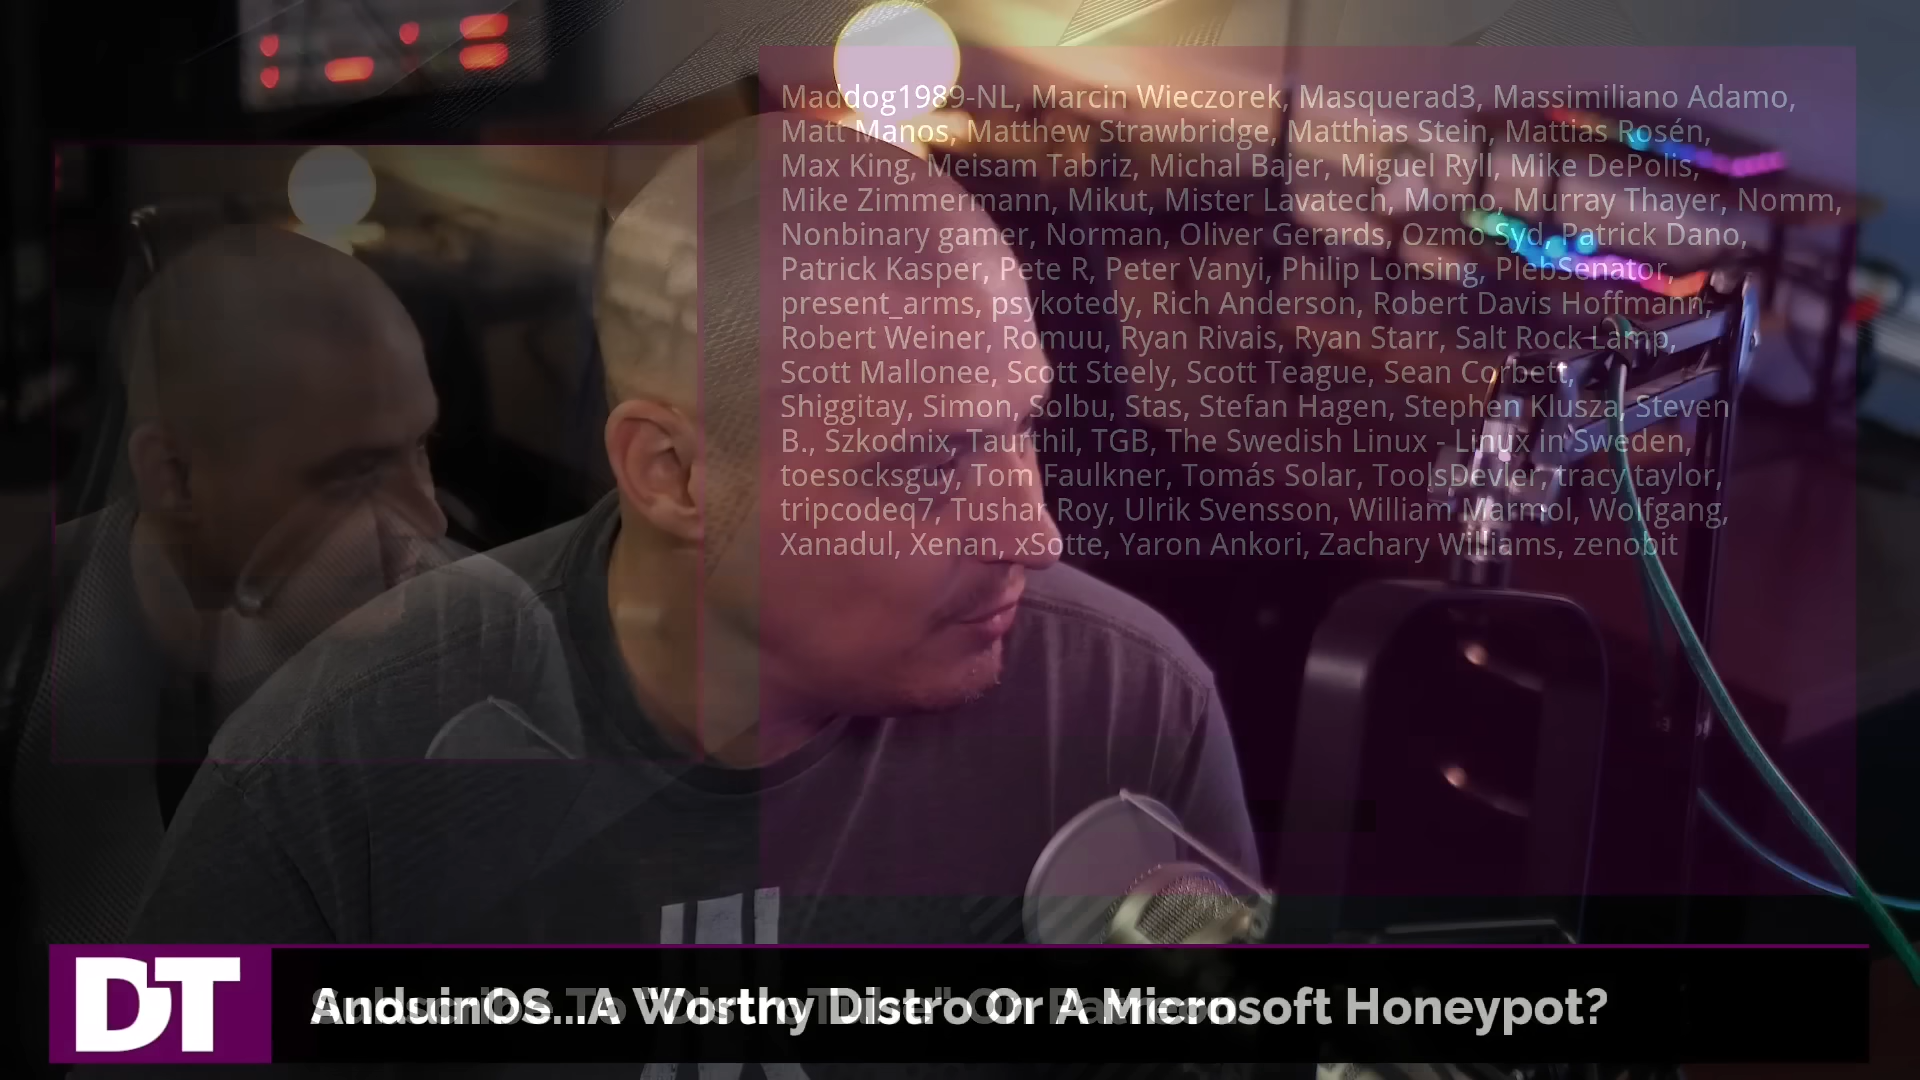 Maddog1989-NL, Marcin Wieczorek, Masquerad3, Massimiliano Adamo,
Matt Manos, Matthew Strawbridge, Matthias Stein, Mattias Rosén,
Max King, Meisam Tabriz, Michal Bajer, Miguel Ryll, Mike DePolis,
Mike Zimmermann, Mikut, Mister Lavatech, Momo, Murray Thayer, Nomm,
Nonbinary gamer, Norman, Oliver Gerards, Ozmo Syd, Patrick Dano,
Patrick Kasper, Pete R, Peter Vanyi, Philip Lonsing, PlebSenator,
present_arms, psykotedy, Rich Anderson, Robert Davis Hoffmann,
Robert Weiner, Romuu, Ryan Rivais, Ryan Starr, Salt Rock Lamp,
Scott Mallonee, Scott Steely, Scott Teague, Sean Corbett,
Shiggitay, Simon, Solbu, Stas, Stefan Hagen, Stephen Klusza, Steven
B., Szkodnix, Taurthil, TGB, The Swedish Linux - Linux in Sweden,
toesocksguy, Tom Faulkner, Tomás Solar, ToolsDevler, tracy taylor,
tripcodeq7, Tushar Roy, Ulrik Svensson, William Marmol, Wolfgang,
Xanadul, Xenan, xSotte, Yaron Ankori, Zachary Williams, zenobit
DT
AnduinOS...A Worthy Distro Or A Microsoft Honeypot?